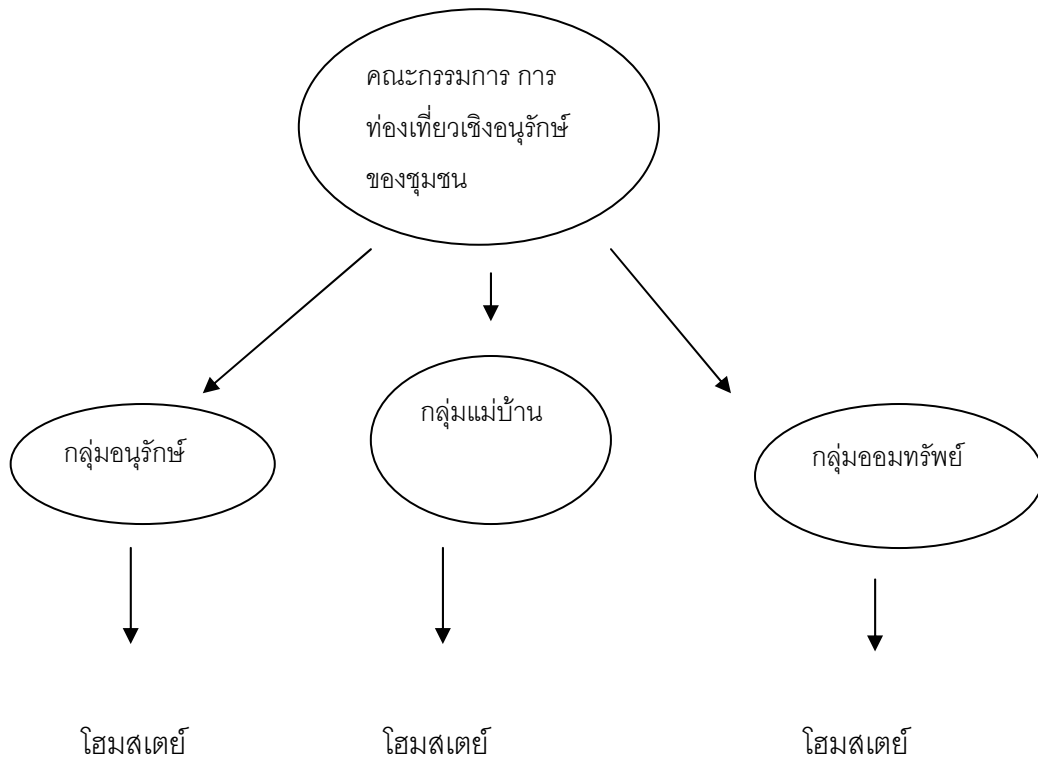 คณะกรรมการ การ
ท่องเที่ยวเชิงอนุรักษ์
ของชุมชน
กลุ่มอนุรักษ์
กลุ่มแม่บ้าน
กลุ่มออมทรัพย์
โฮมสเตย์
โฮมสเตย์
โฮมสเตย์